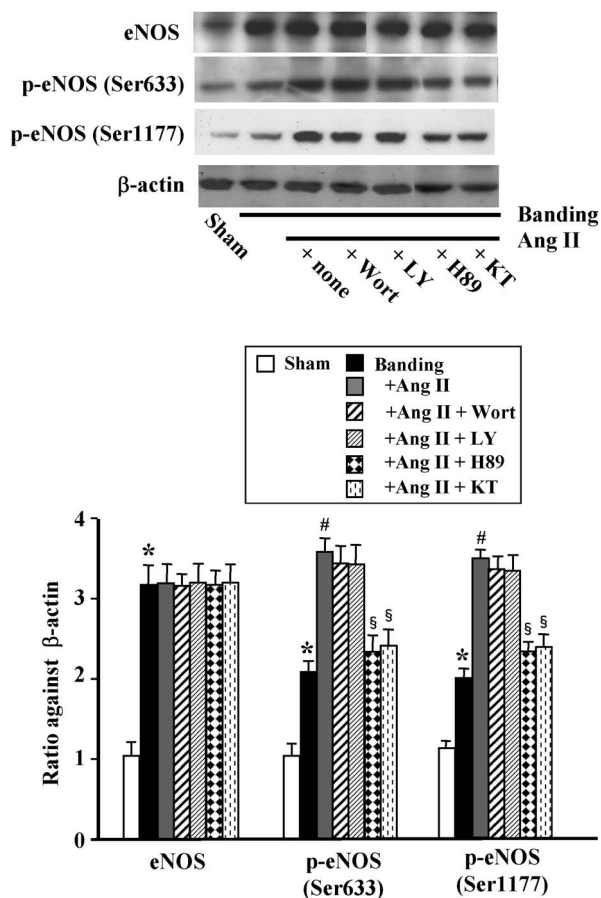 eNOS
p-eNOS (Ser633)
p-eNOS (Ser1177)
β-actin
Sham
Banding
Ang II
+ none
+ Wort
+ LY
+ H89
+ KT
Sham
Banding
+Ang II
+Ang II + Wort
+Ang II + LY
+Ang II + H89
+Ang II + KT
Ratio against β-actin
4
3
2
1
0
*
#
*
§ §
#
*
§ §
eNOS
p-eNOS
(Ser633)
p-eNOS
(Ser1177)